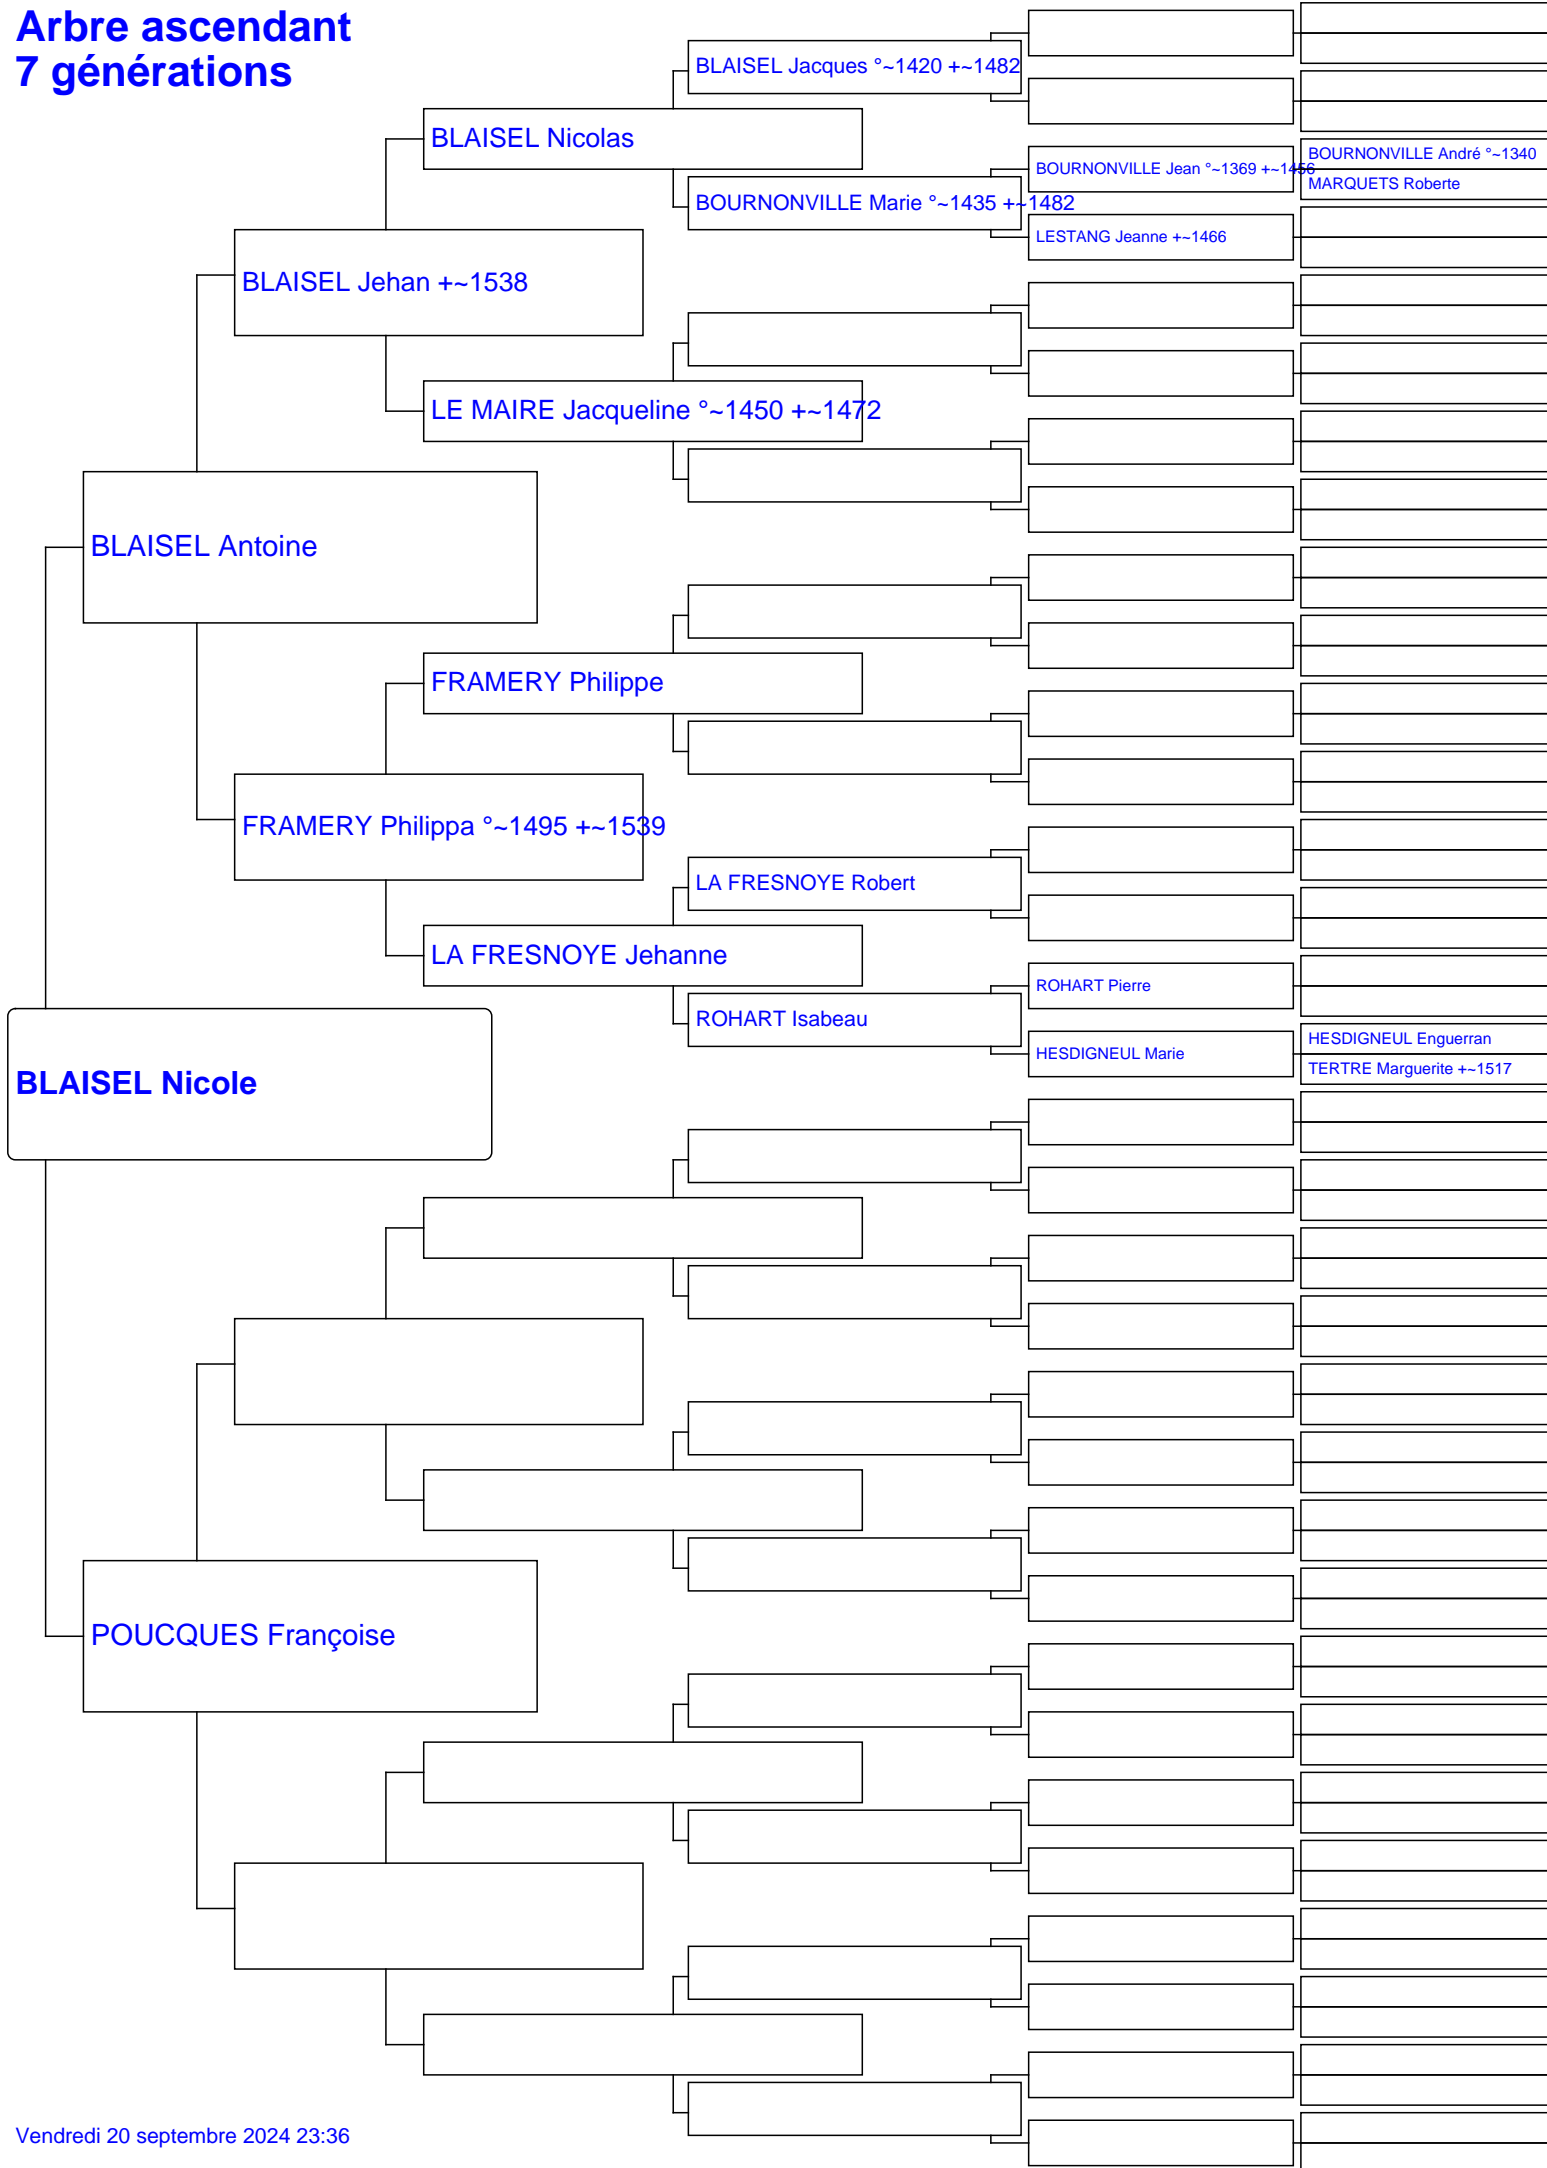 Arbre ascendant
7 générations
BLAISEL Jacques °~1420 +~1482
BLAISEL Nicolas
BOURNONVILLE André °~1340
BOURNONVILLE Jean °~1369 +~1456
MARQUETS Roberte
BOURNONVILLE Marie °~1435 +~1482
LESTANG Jeanne +~1466
BLAISEL Jehan +~1538
LE MAIRE Jacqueline °~1450 +~1472
BLAISEL Antoine
FRAMERY Philippe
FRAMERY Philippa °~1495 +~1539
LA FRESNOYE Robert
LA FRESNOYE Jehanne
ROHART Pierre
ROHART Isabeau
HESDIGNEUL Enguerran
HESDIGNEUL Marie
TERTRE Marguerite +~1517
BLAISEL Nicole
POUCQUES Françoise
Vendredi 20 septembre 2024 23:36